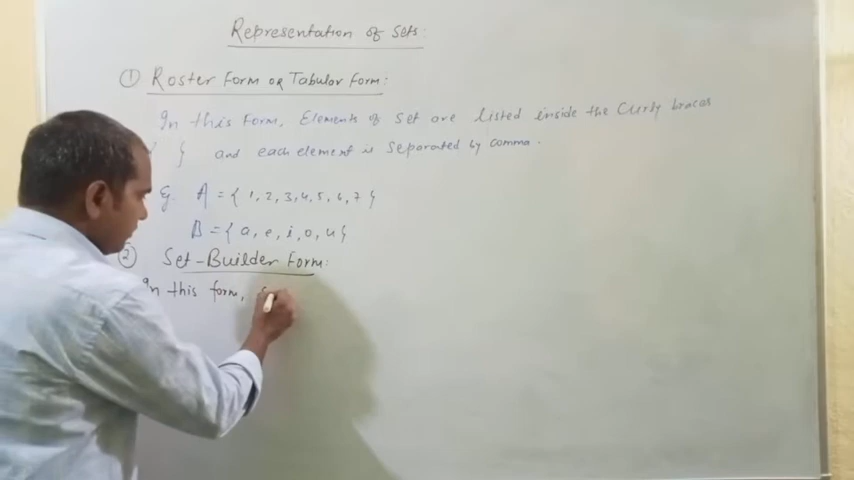 Representation of Sets:
① Roster Form OR Tabular Form:
In this Form, Elements of Set are listed inside the Curly braces
{ } and each element is separated by comma.
Eg. A = { 1, 2, 3, 4, 5, 6, 7 }
B = { a, e, i, o, u }
② Set-Builder Form:
In this form,